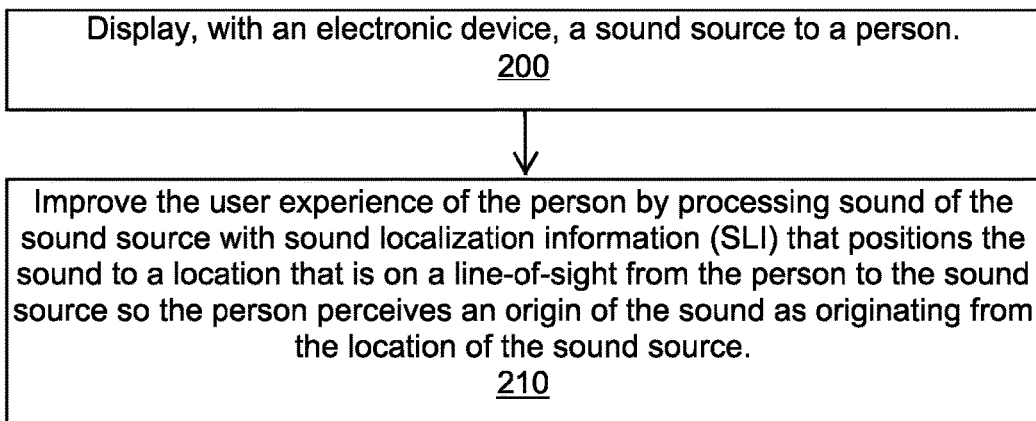 Display, with an electronic device, a sound source to a person.
200
Improve the user experience of the person by processing sound of the
sound source with sound localization information (SLI) that positions the
sound to a location that is on a line-of-sight from the person to the sound
source so the person perceives an origin of the sound as originating from
the location of the sound source.
210